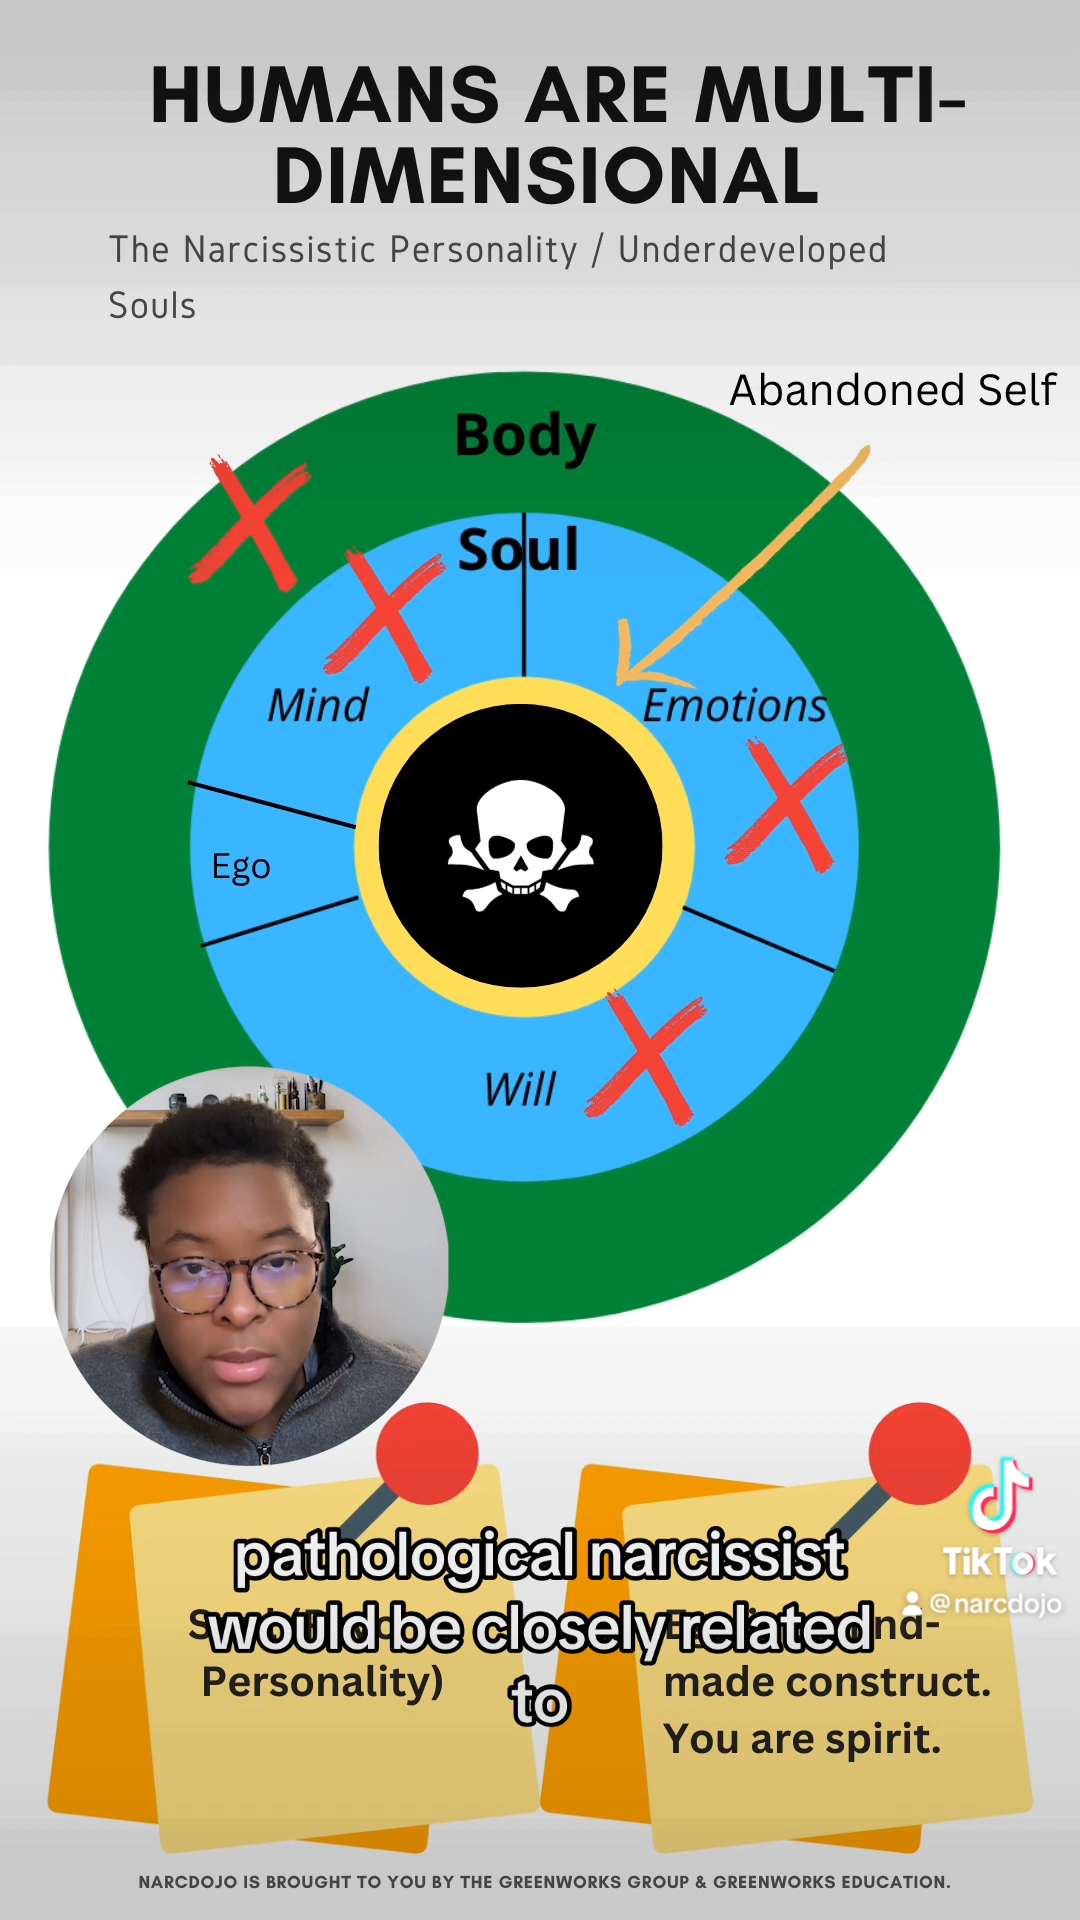 HUMANS ARE MULTI-
DIMENSIONAL
The Narcissistic Personality / Underdeveloped
Souls
Abandoned Self
Body
Soul
Mind
Emotions
Ego
Will
pathological narcissist
would be closely related
to
Personality)
made construct.
You are spirit.
TikTok
@narcdojo
NARCDOJO IS BROUGHT TO YOU BY THE GREENWORKS GROUP & GREENWORKS EDUCATION.